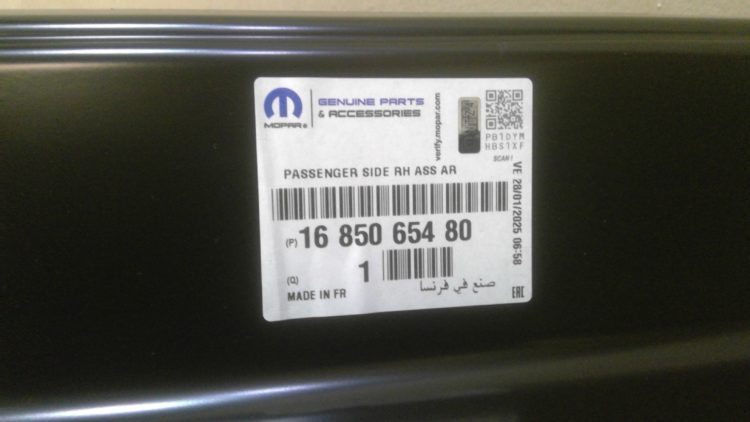 MOPAR®
GENUINE PARTS
& ACCESSORIES
verify.mopar.com
PB1DYM
HBS1XF
SCAN!
PASSENGER SIDE RH ASS AR
VE 28/01/2025 06:58
(P) 16 850 654 80
(Q) 1
MADE IN FR
صنع في فرنسا
EAC